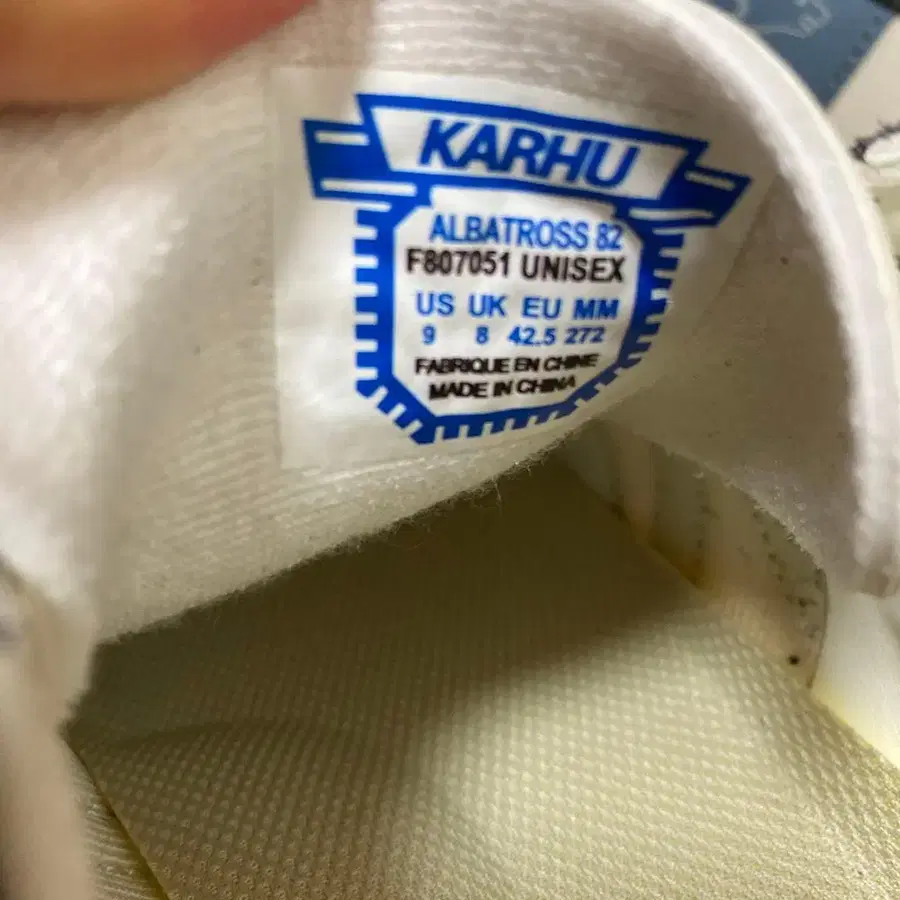 KARHU
ALBATROSS 82
F807051 UNISEX
US UK EU MM
9 8 42.5 272
FABRIQUE EN CHINE
MADE IN CHINA